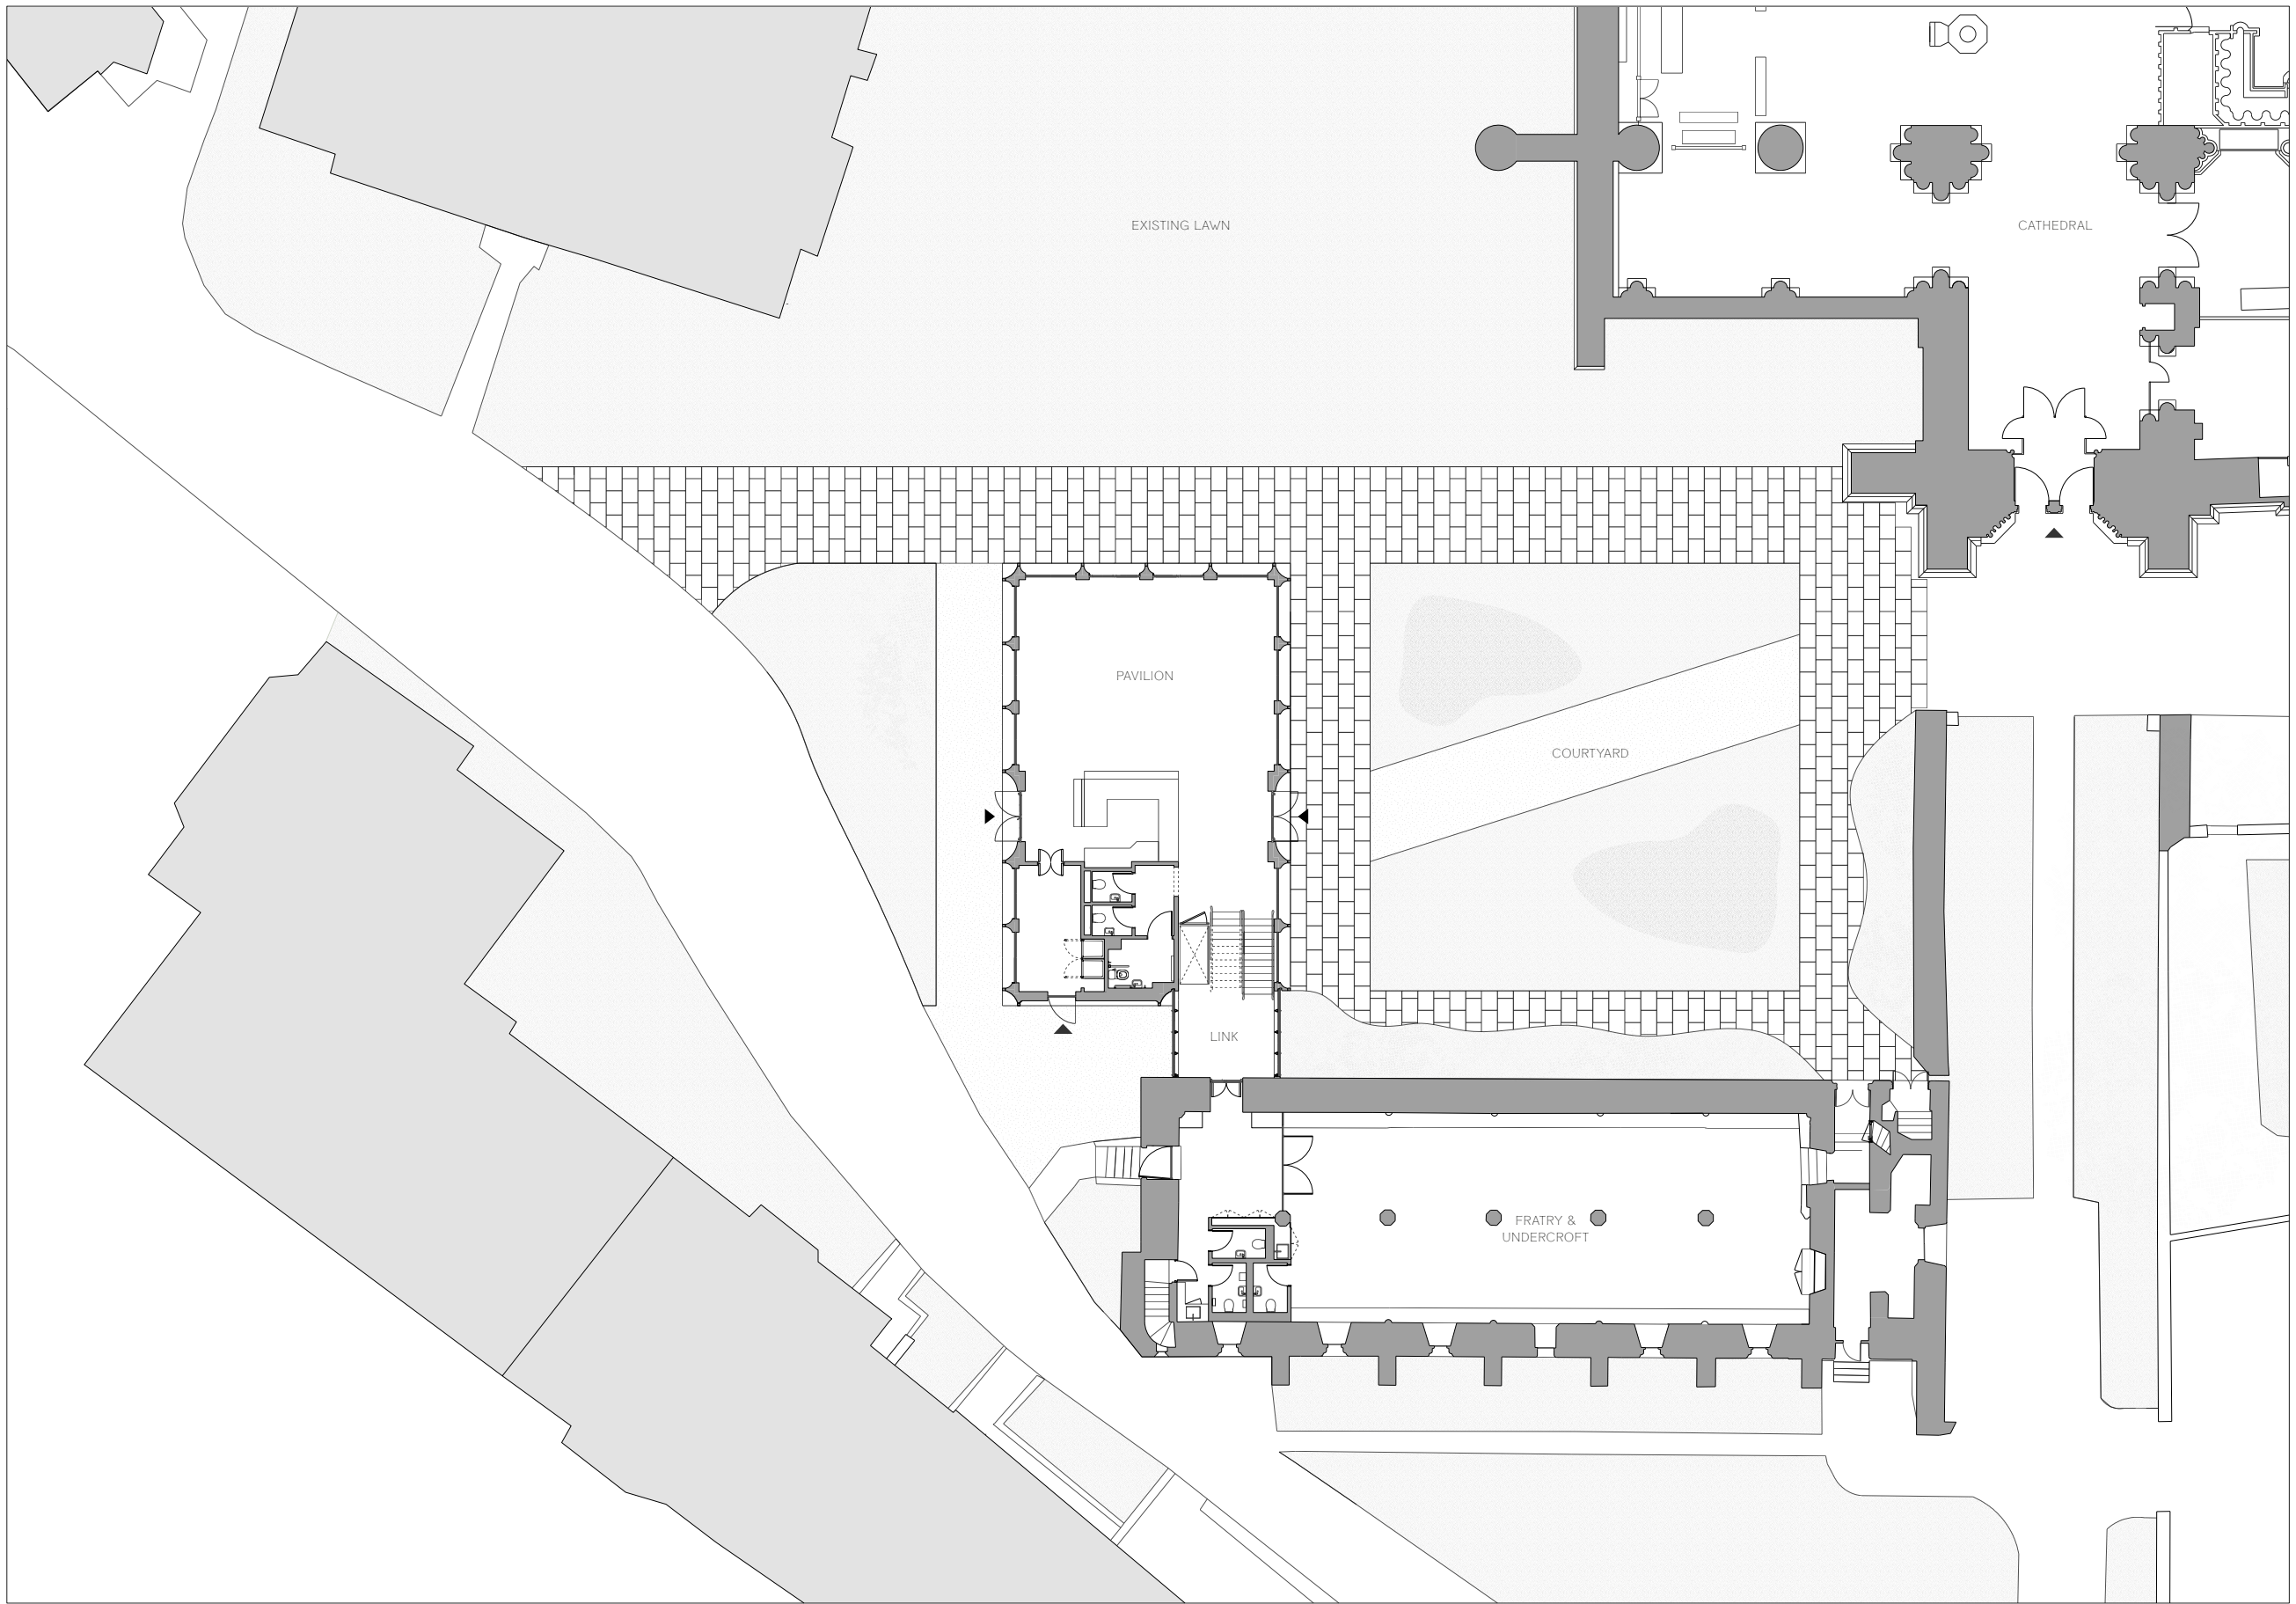 EXISTING LAWN
CATHEDRAL
PAVILION
COURTYARD
LINK
FRATRY &
UNDERCROFT